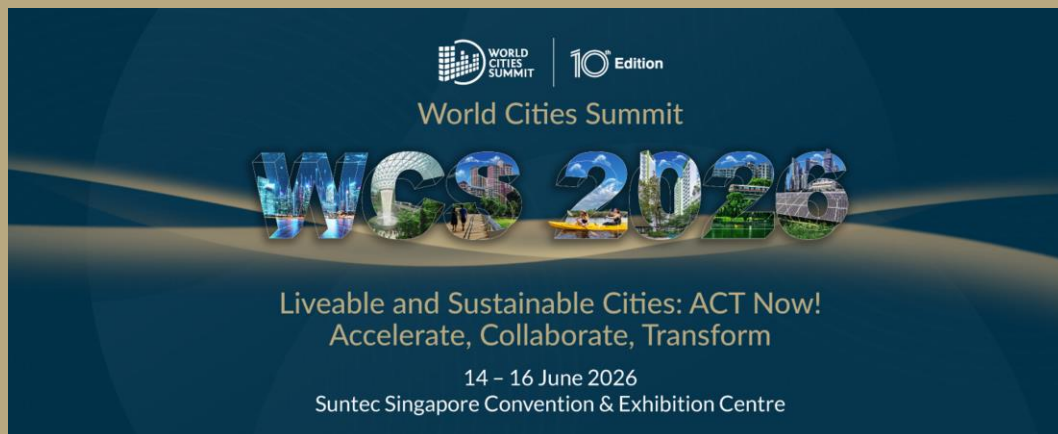 WORLD
CITIES
SUMMIT
10th Edition
World Cities Summit
WCS 2026
Liveable and Sustainable Cities: ACT Now!
Accelerate, Collaborate, Transform
14 – 16 June 2026
Suntec Singapore Convention & Exhibition Centre